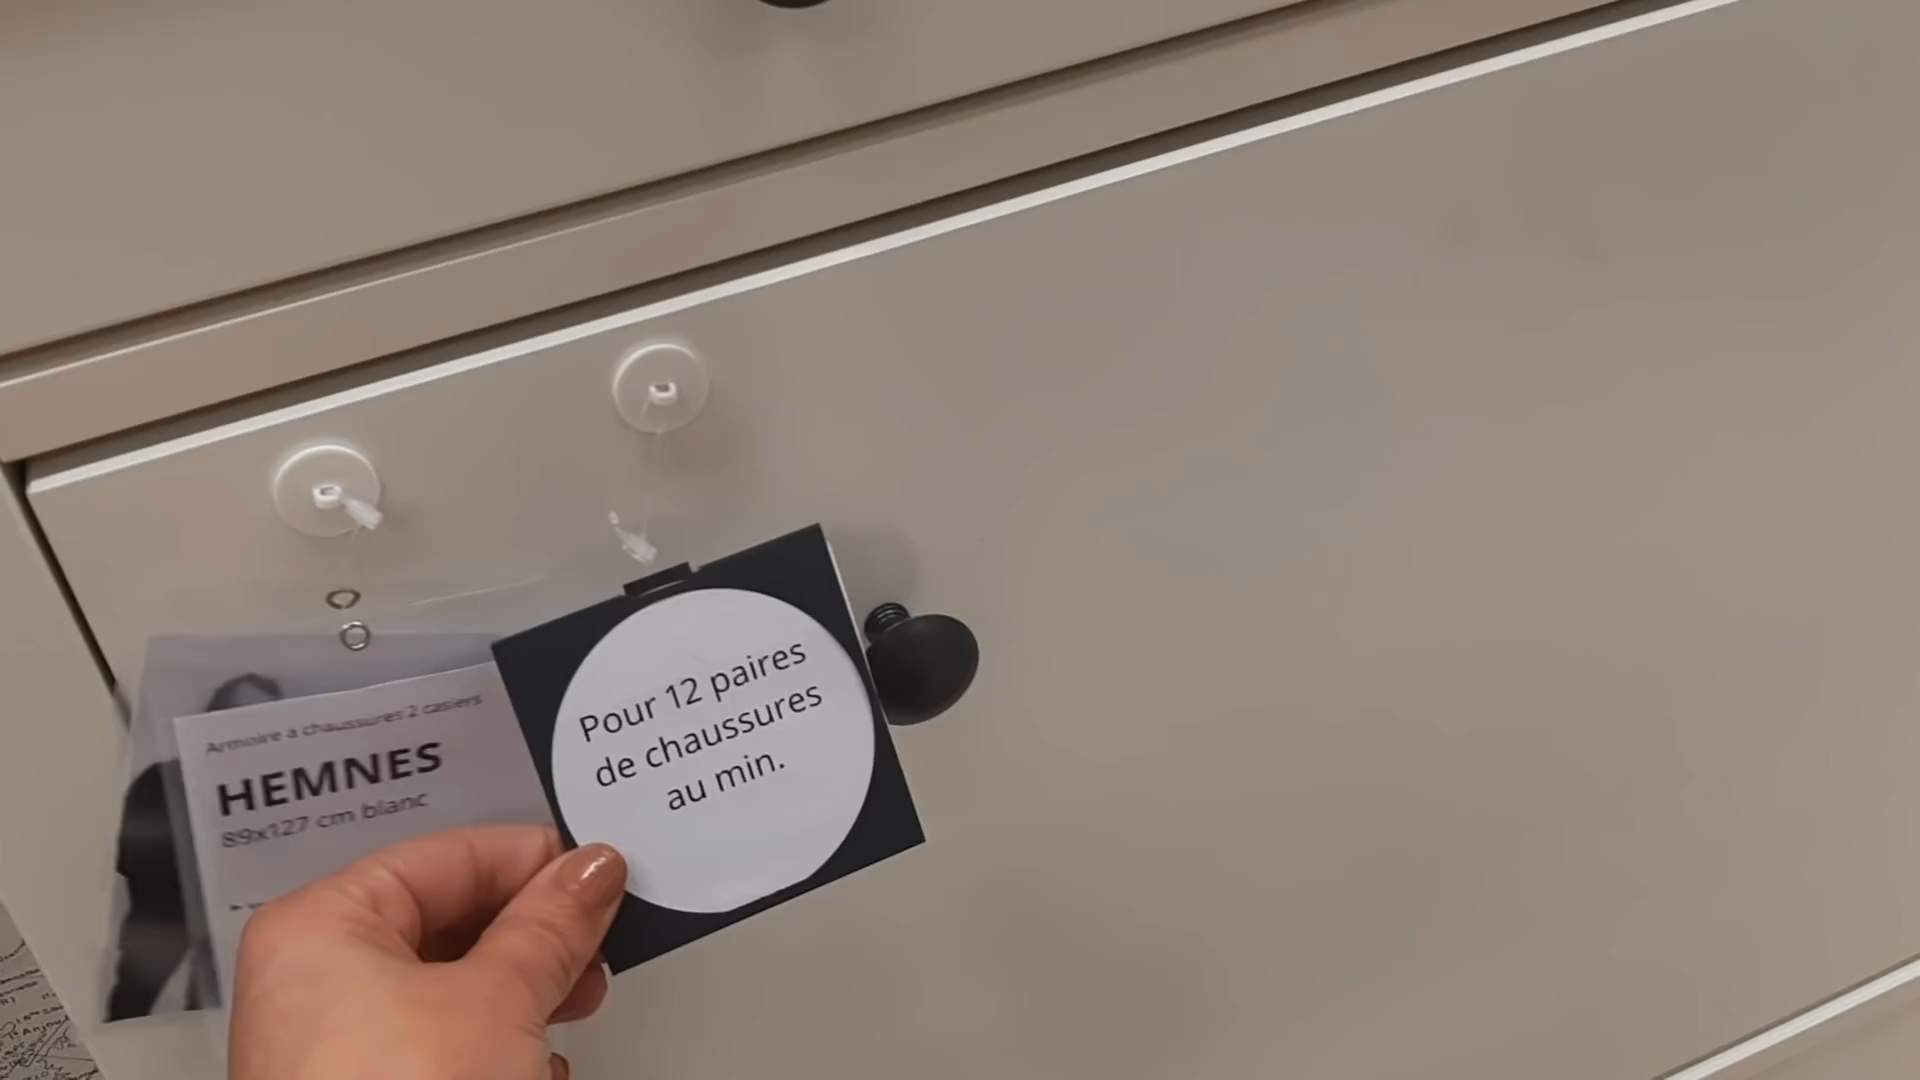 Armoire a chaussures 2 casiers
HEMNES
89x127 cm blanc
Pour 12 paires
de chaussures
au min.